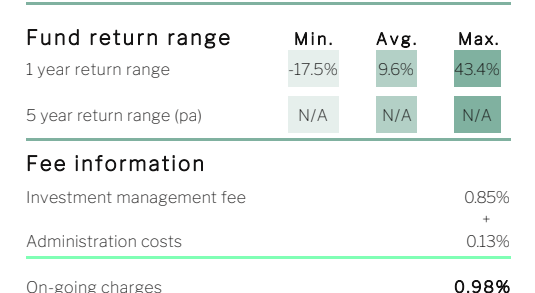 Fund return range Min. Avg. Max.
1 year return range -17.5% 9.6% 43.4%
5 year return range (pa) N/A N/A N/A
Fee information
Investment management fee 0.85%
+
Administration costs 0.13%
On-going charges 0.98%